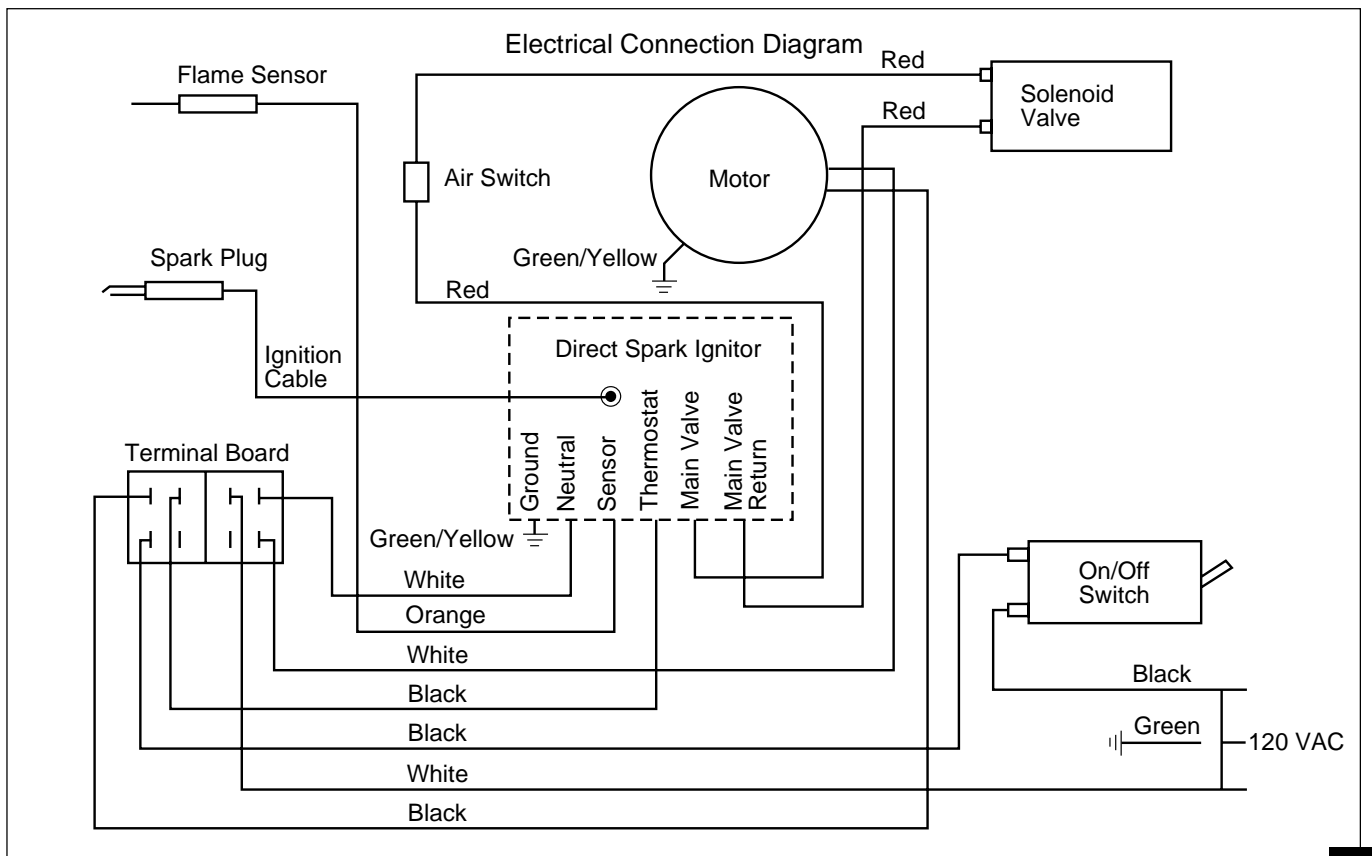 Electrical Connection Diagram
Flame Sensor
Red
Solenoid
Valve
Red
Air Switch
Motor
Green/Yellow
Spark Plug
Red
Ignition
Cable
Direct Spark Ignitor
Terminal Board
Ground
Neutral
Sensor
Thermostat
Main Valve
Main Valve
Return
Green/Yellow
White
Orange
White
Black
Black
White
Black
On/Off
Switch
Black
Green
120 VAC